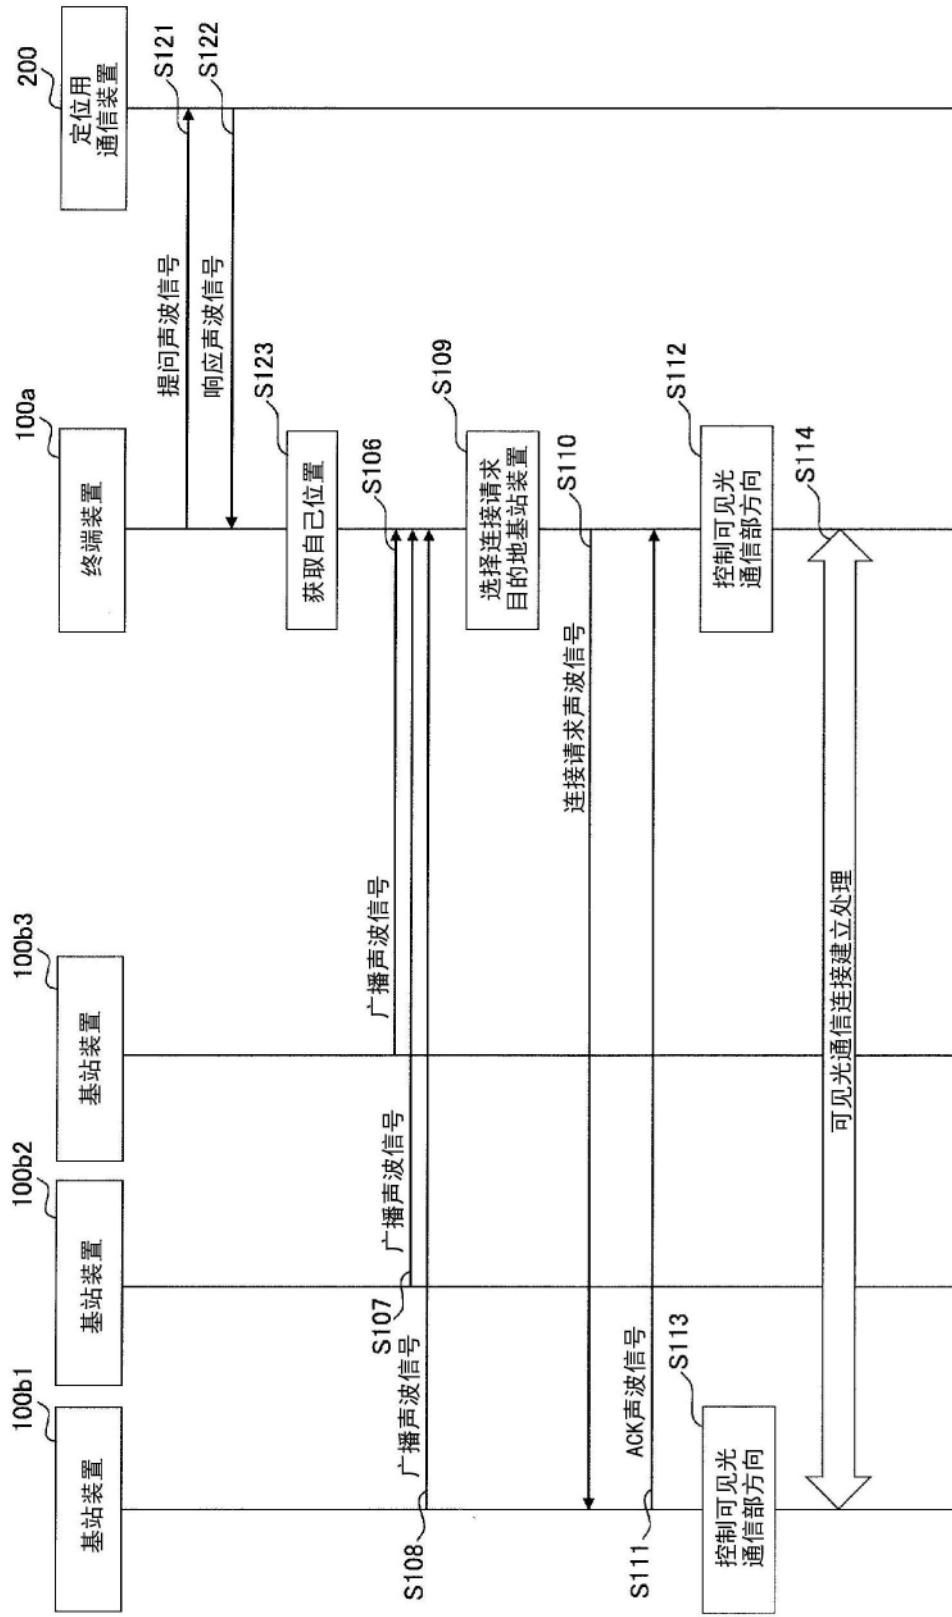 100b1
基站装置
100b2
基站装置
100b3
基站装置
100a
终端装置
200
定位用
通信装置
提问声波信号
S121
响应声波信号
S122
S123
获取自己位置
广播声波信号
S106
S107
广播声波信号
S108
广播声波信号
S109
选择连接请求
目的地基站装置
连接请求声波信号
S110
S111
ACK声波信号
S113
控制可见光
通信部方向
S112
控制可见光
通信部方向
可见光通信连接建立处理
S114